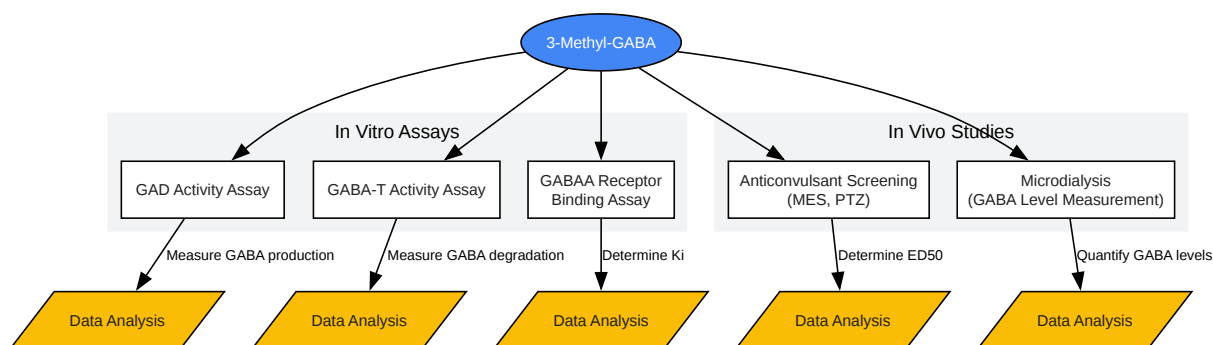 3-Methyl-GABA
In Vitro Assays
In Vivo Studies
GAD Activity Assay
GABA-T Activity Assay
GABAA Receptor
Binding Assay
Anticonvulsant Screening
(MES, PTZ)
Microdialysis
(GABA Level Measurement)
Measure GABA production
Measure GABA degradation
Determine Ki
Determine ED50
Quantify GABA levels
Data Analysis
Data Analysis
Data Analysis
Data Analysis
Data Analysis